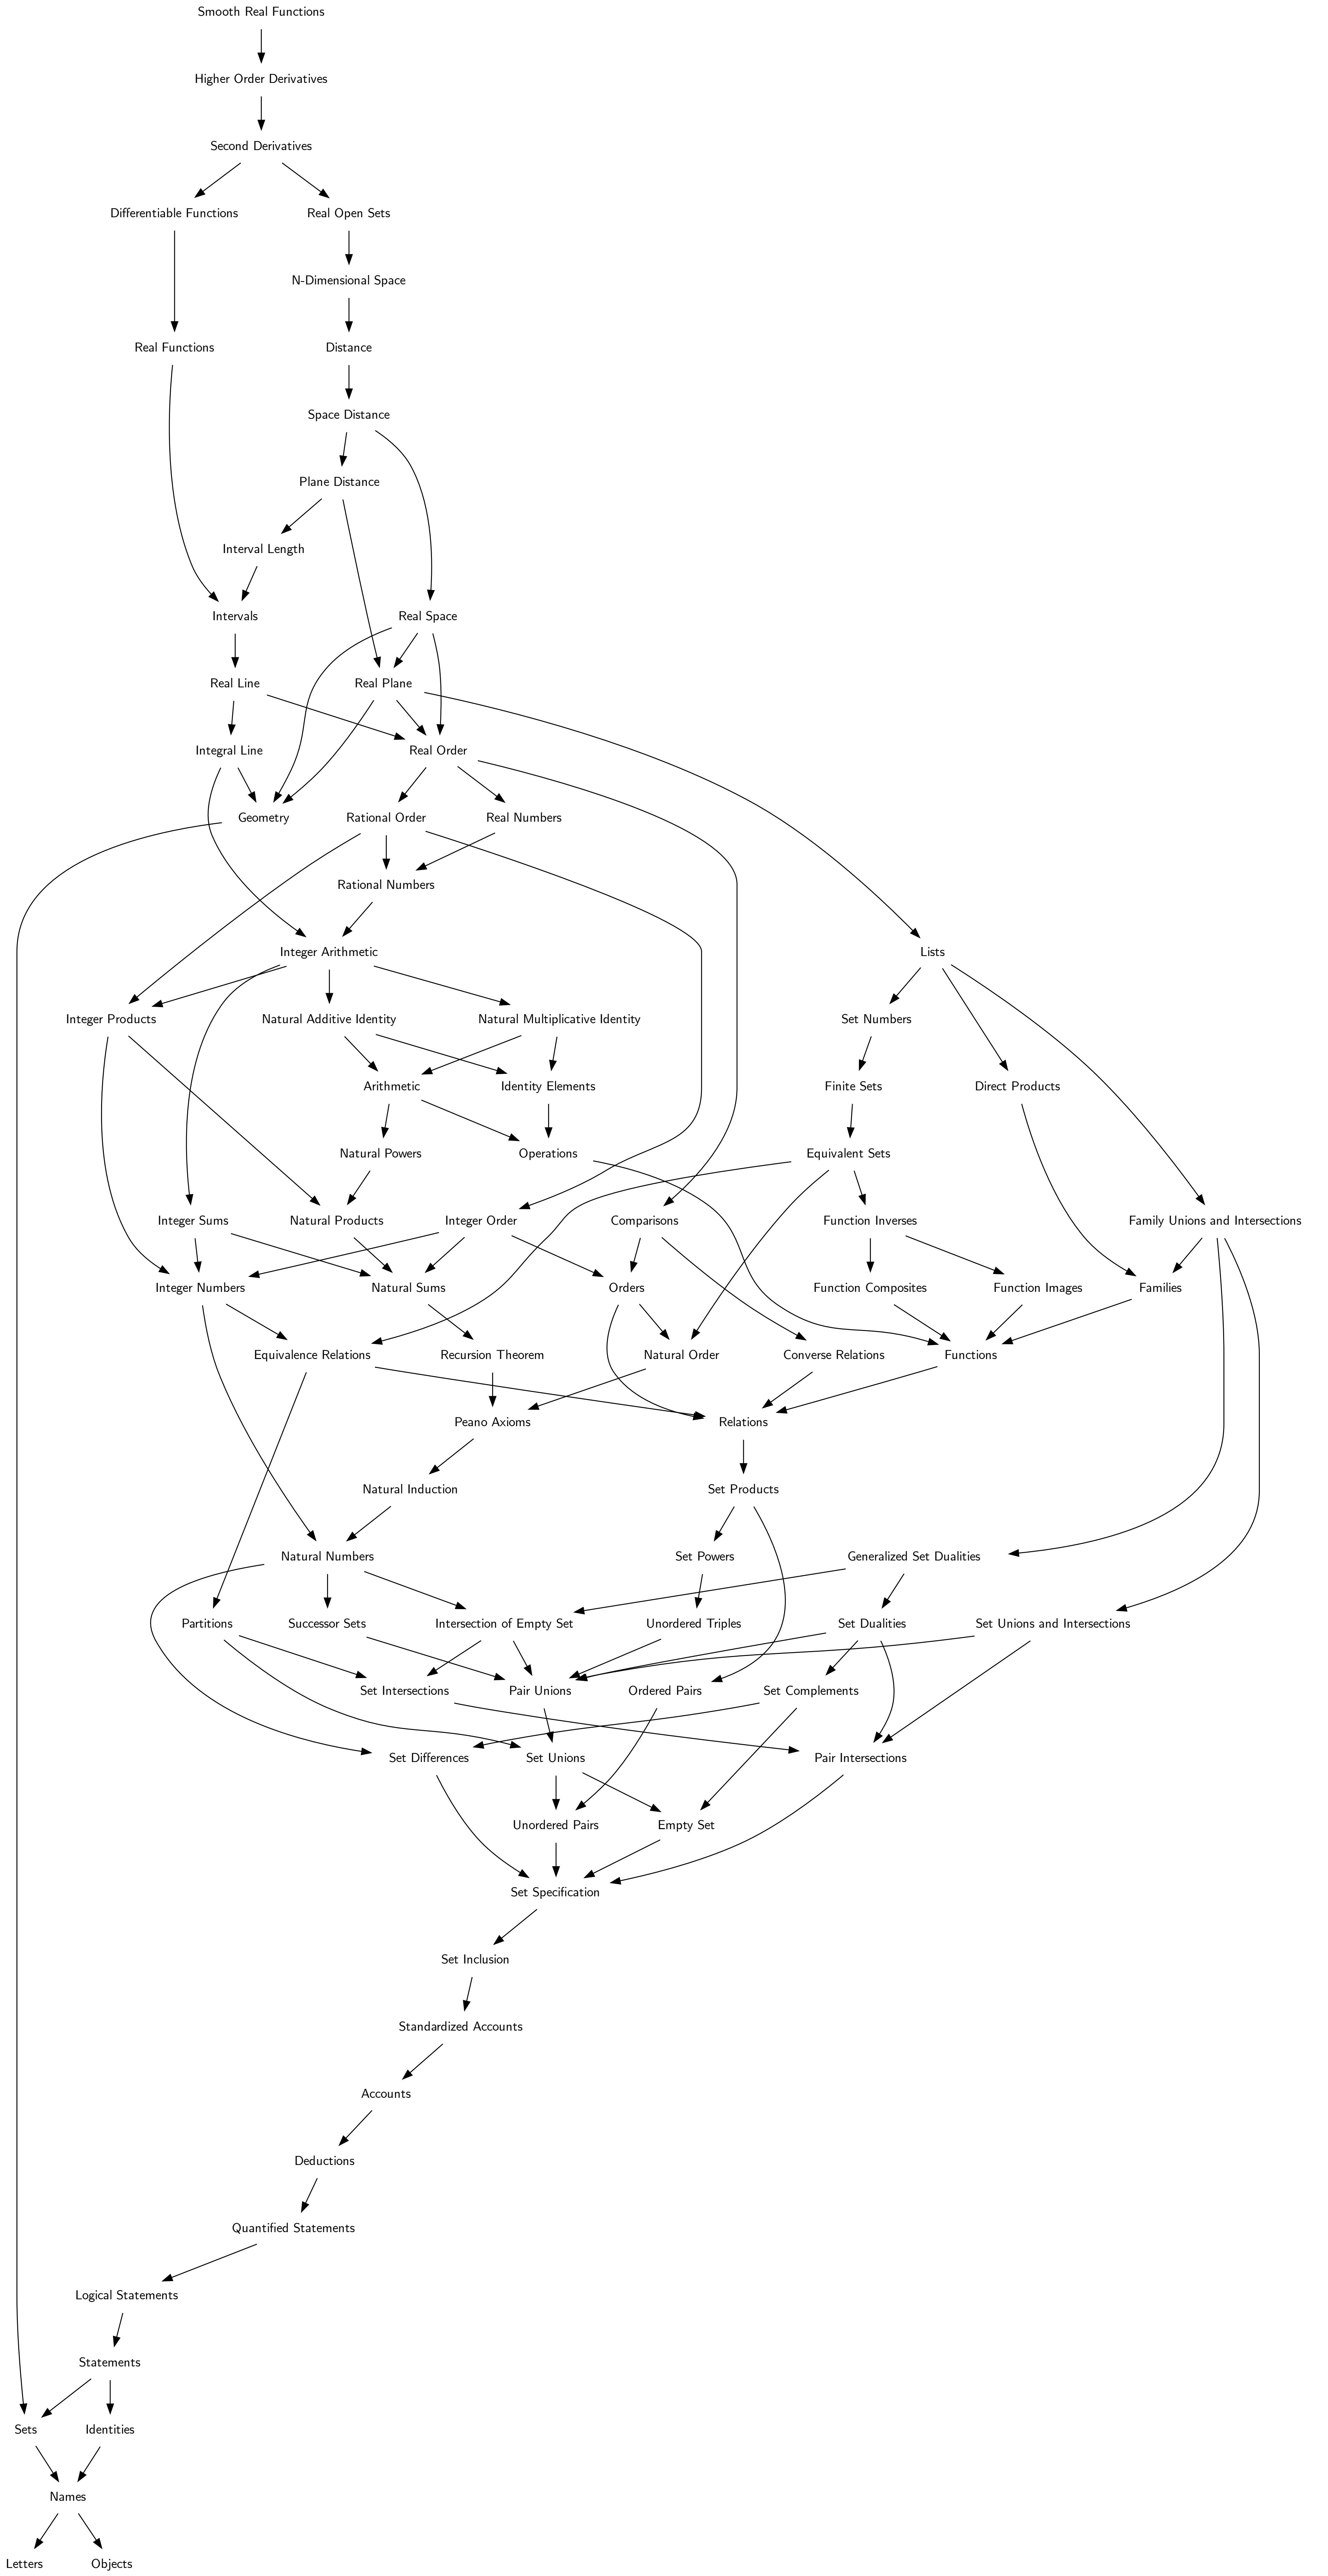 Smooth Real Functions
Higher Order Derivatives
Second Derivatives
Differentiable Functions
Real Open Sets
N-Dimensional Space
Real Functions
Distance
Space Distance
Plane Distance
Interval Length
Intervals
Real Space
Real Line
Real Plane
Integral Line
Real Order
Geometry
Rational Order
Real Numbers
Rational Numbers
Integer Arithmetic
Lists
Integer Products
Natural Additive Identity
Natural Multiplicative Identity
Set Numbers
Arithmetic
Identity Elements
Finite Sets
Direct Products
Natural Powers
Operations
Equivalent Sets
Integer Sums
Natural Products
Integer Order
Comparisons
Function Inverses
Family Unions and Intersections
Integer Numbers
Natural Sums
Orders
Function Composites
Function Images
Families
Equivalence Relations
Recursion Theorem
Natural Order
Converse Relations
Functions
Peano Axioms
Relations
Natural Induction
Set Products
Natural Numbers
Set Powers
Generalized Set Dualities
Partitions
Successor Sets
Intersection of Empty Set
Unordered Triples
Set Dualities
Set Unions and Intersections
Set Intersections
Pair Unions
Ordered Pairs
Set Complements
Set Differences
Set Unions
Pair Intersections
Unordered Pairs
Empty Set
Set Specification
Set Inclusion
Standardized Accounts
Accounts
Deductions
Quantified Statements
Logical Statements
Statements
Sets
Identities
Names
Letters
Objects